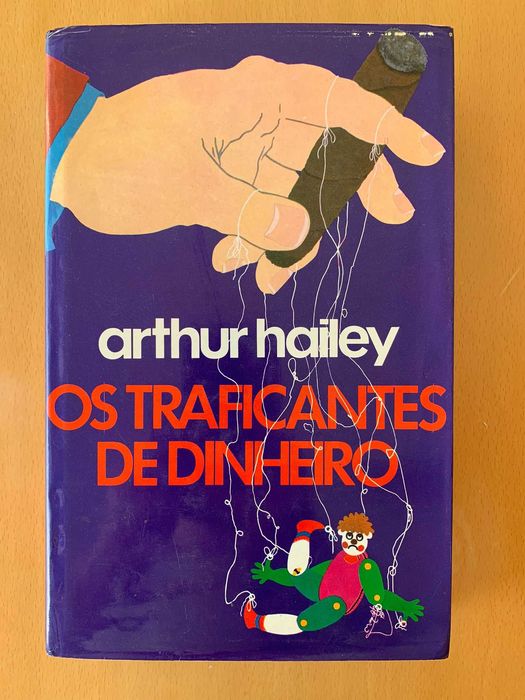 arthur hailey
OS TRAFICANTES
DE DINHEIRO